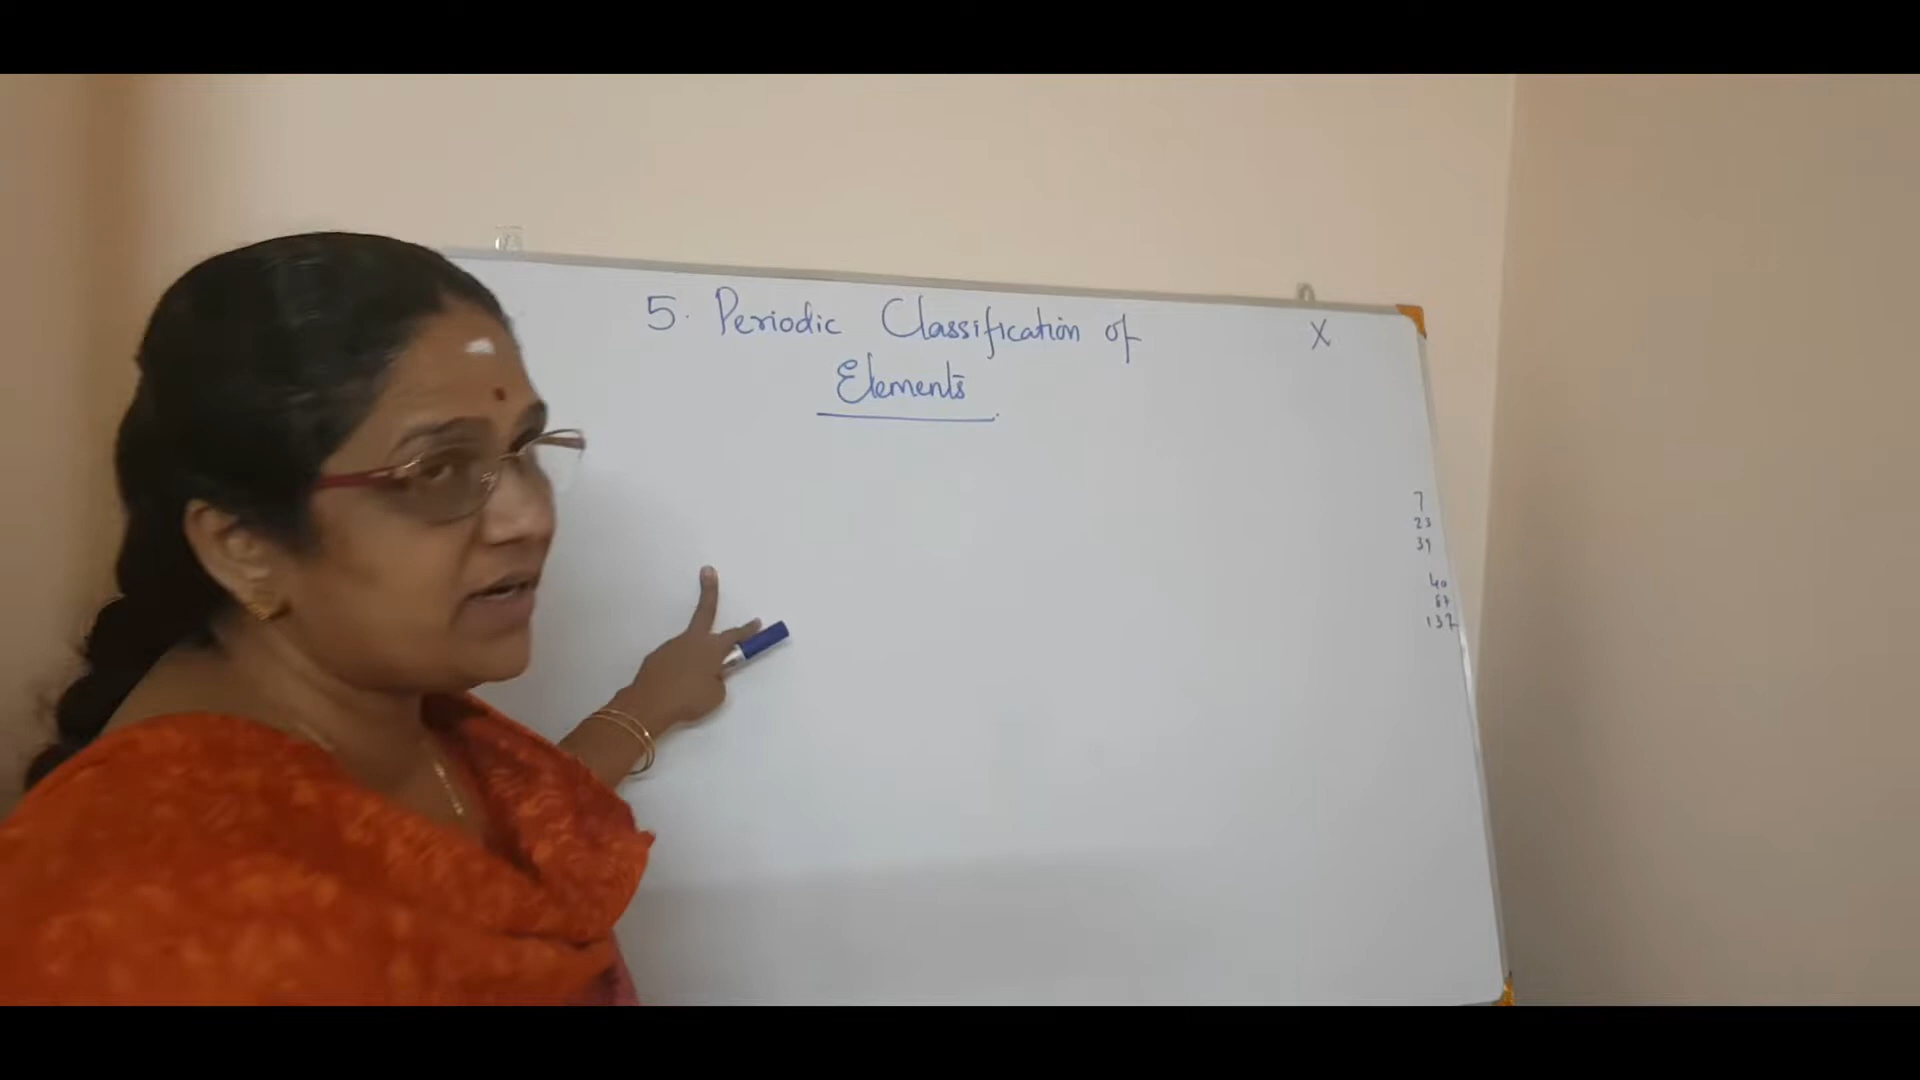 5. Periodic Classification of
Elements
X
7
23
39
40
87
137